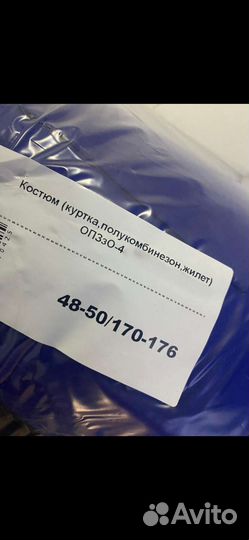 Костюм (куртка,полукомбинезон,жилет)
ОПЗзО-4
48-50/170-176
Avito